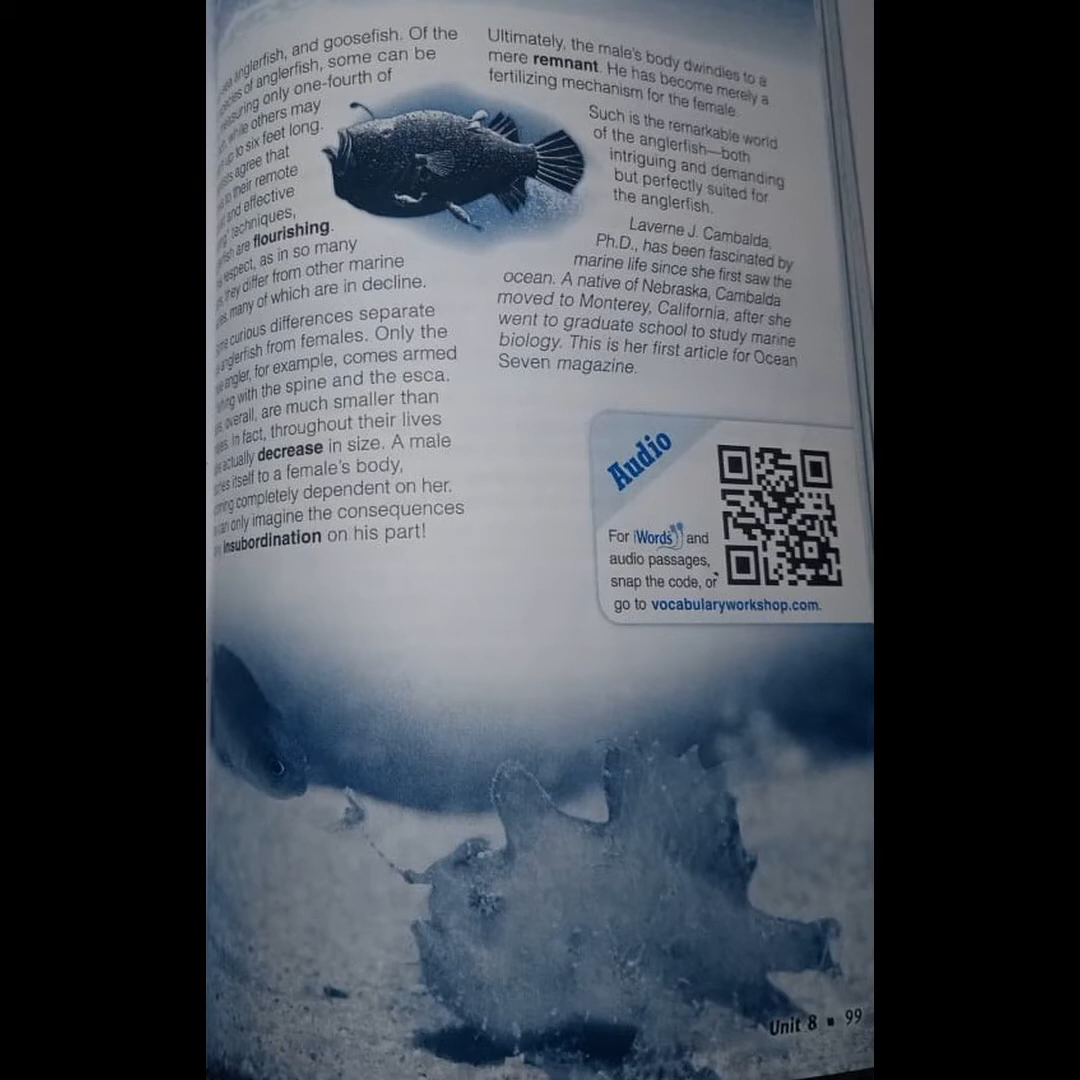 anglerfish, and goosefish. Of the
of anglerfish, some can be
measuring only one-fourth of
while others may
up to six feet long.
agree that
to their remote
and effective
techniques,
are flourishing.
respect, as in so many
they differ from other marine
many of which are in decline.
curious differences separate
anglerfish from females. Only the
angler, for example, comes armed
with the spine and the esca.
overall, are much smaller than
In fact, throughout their lives
actually decrease in size. A male
itself to a female's body,
completely dependent on her.
can only imagine the consequences
insubordination on his part!
Ultimately, the male's body dwindles to a
mere remnant. He has become merely a
fertilizing mechanism for the female.
Such is the remarkable world
of the anglerfish—both
intriguing and demanding
but perfectly suited for
the anglerfish.
Laverne J. Cambalda,
Ph.D., has been fascinated by
marine life since she first saw the
ocean. A native of Nebraska, Cambalda
moved to Monterey, California, after she
went to graduate school to study marine
biology. This is her first article for Ocean
Seven magazine.
Audio
For iWords and
audio passages,
snap the code, or
go to vocabularyworkshop.com.
Unit 8 ■ 99